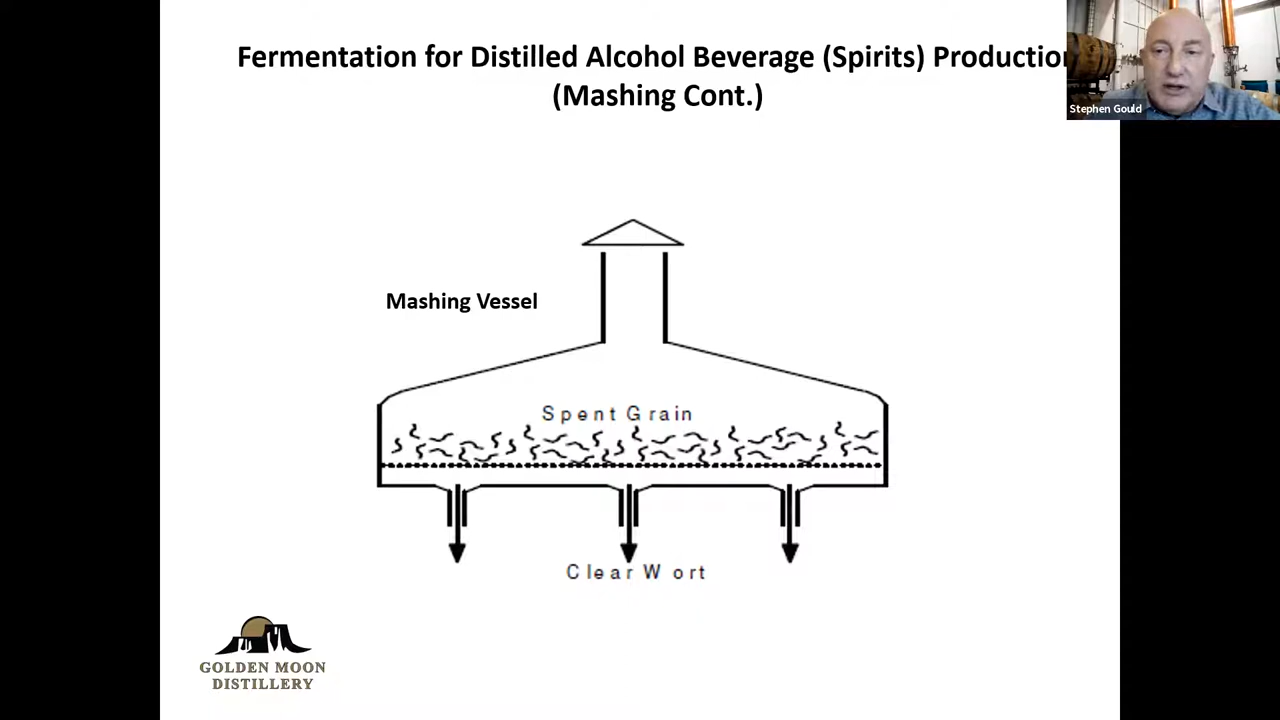 Fermentation for Distilled Alcohol Beverage (Spirits) Production
(Mashing Cont.)
Stephen Gould
Mashing Vessel
Spent Grain
Clear Wort
GOLDEN MOON
DISTILLERY